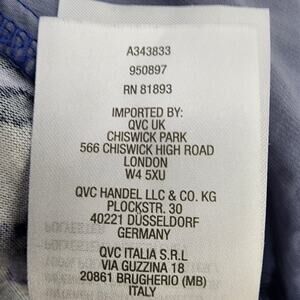 A343833
950897
RN 81893
IMPORTED BY:
QVC UK
CHISWICK PARK
566 CHISWICK HIGH ROAD
LONDON
W4 5XU
QVC HANDEL LLC & CO. KG
PLOCKSTR. 30
40221 DÜSSELDORF
GERMANY
QVC ITALIA S.R.L
VIA GUZZINA 18
20861 BRUGHERIO (MB)
ITALY